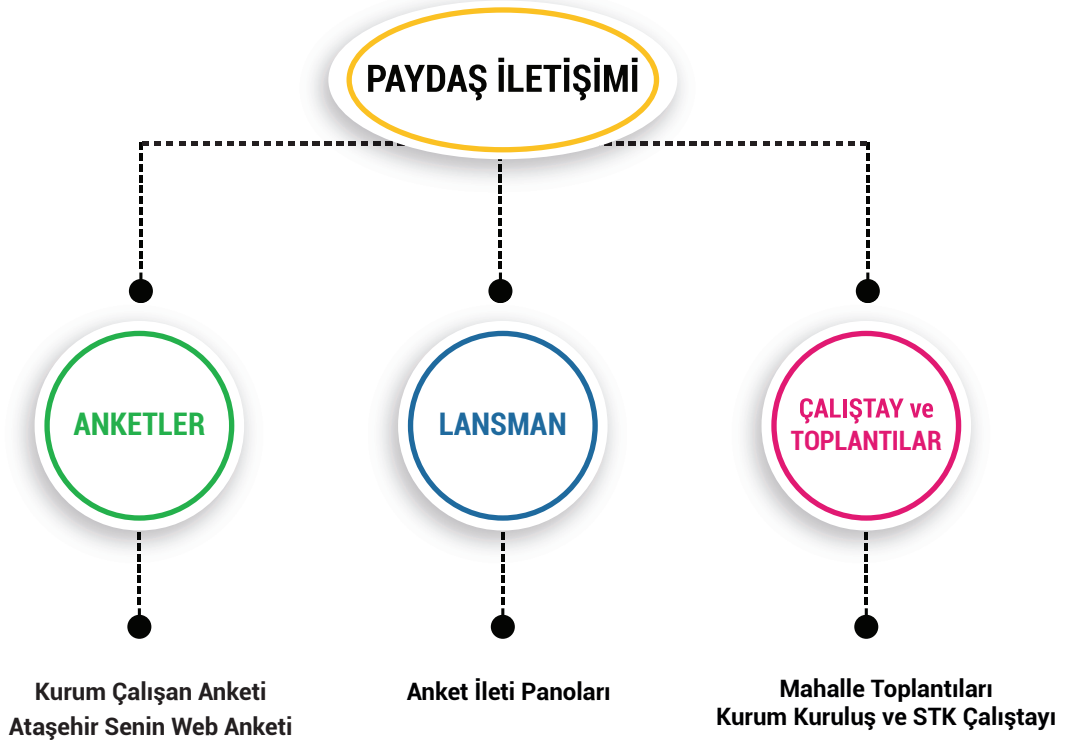 PAYDAŞ İLETİŞİMİ
ANKETLER
LANSMAN
ÇALIŞTAY ve
TOPLANTILAR
Kurum Çalışan Anketi
Ataşehir Senin Web Anketi
Anket İleti Panoları
Mahalle Toplantıları
Kurum Kuruluş ve STK Çalıştayı